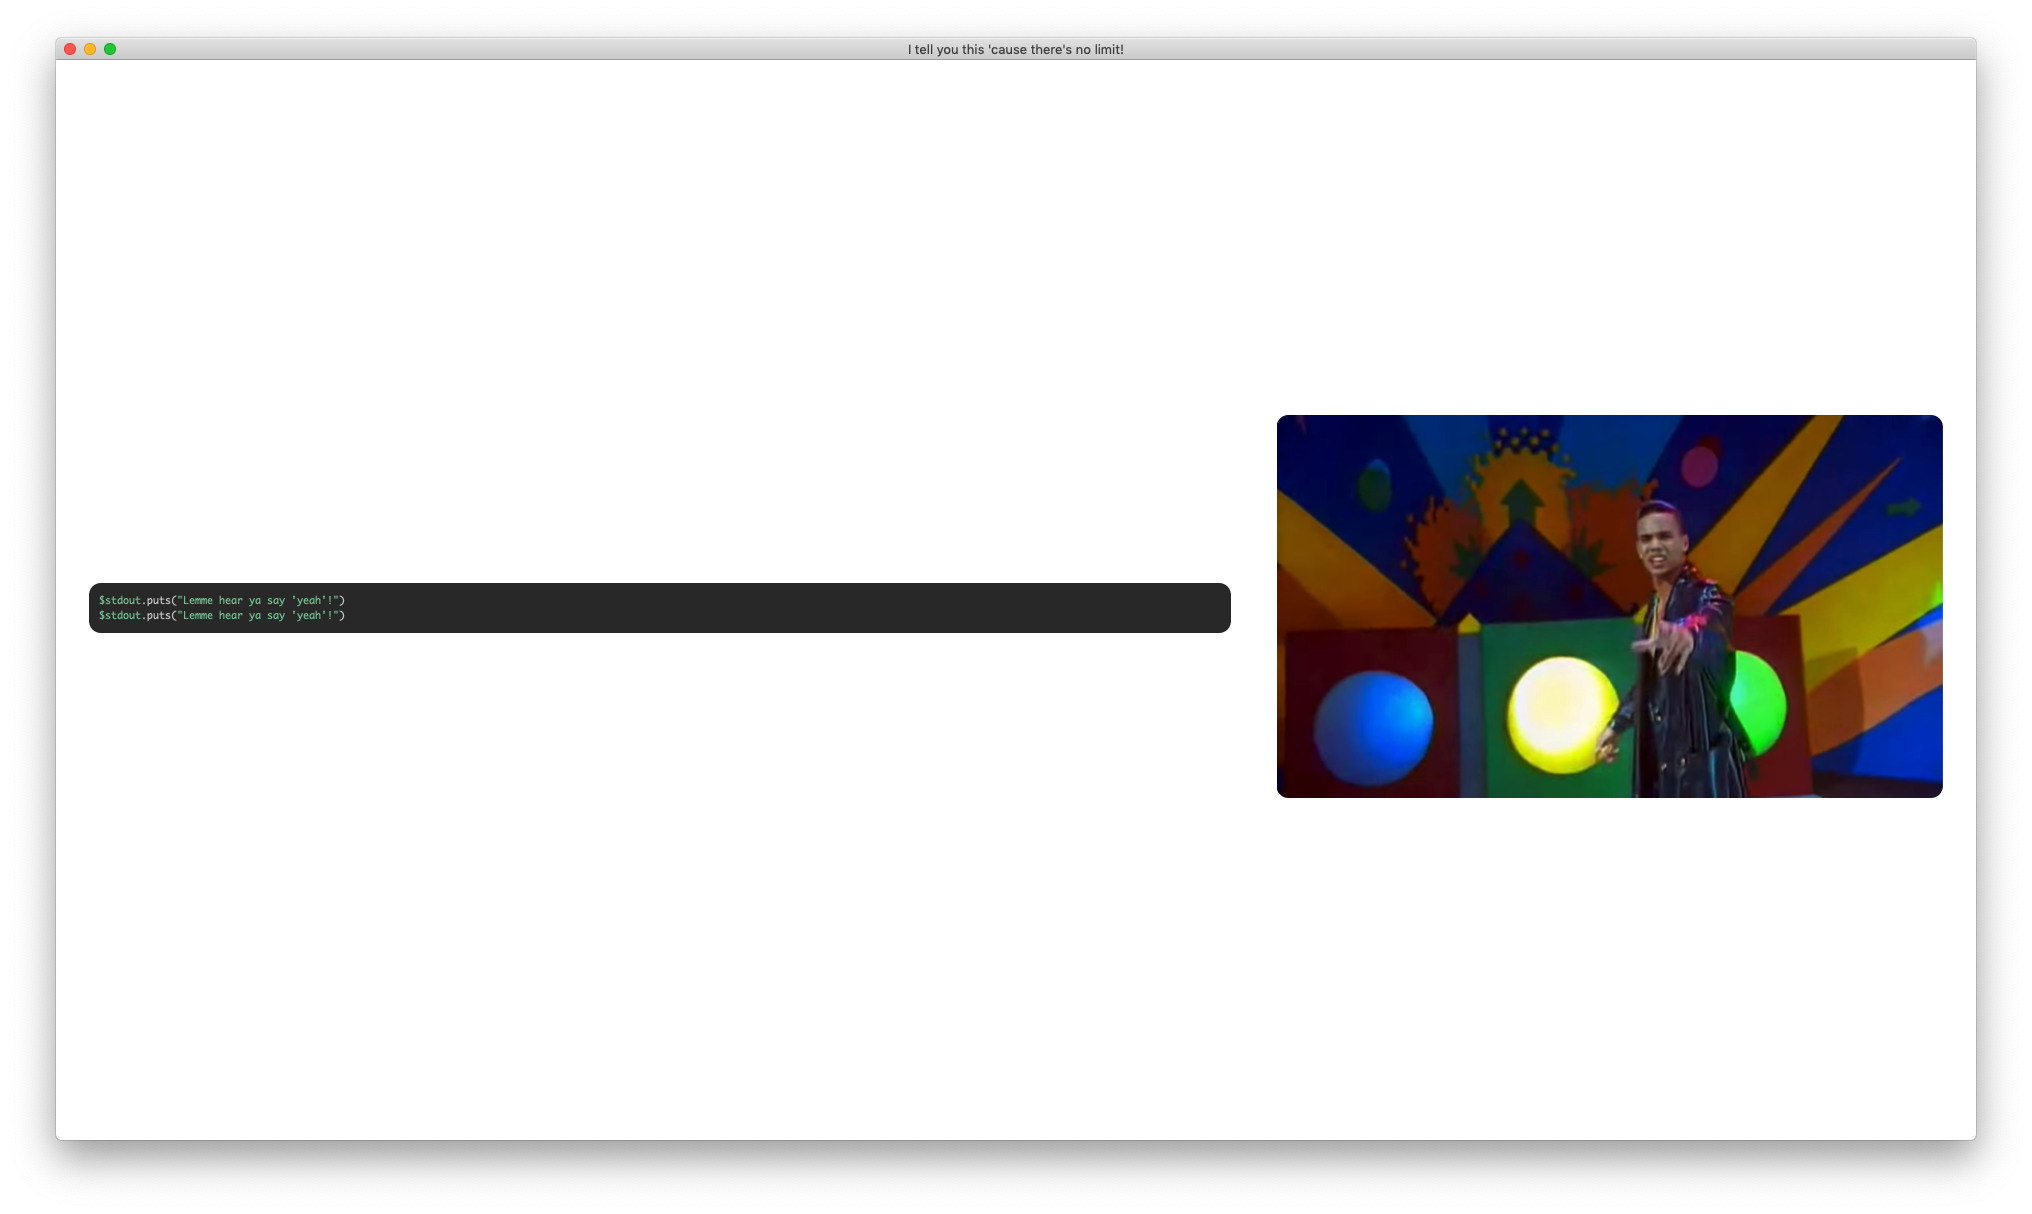 I tell you this 'cause there's no limit!
$stdout.puts("Lemme hear ya say 'yeah'!")
$stdout.puts("Lemme hear ya say 'yeah'!")